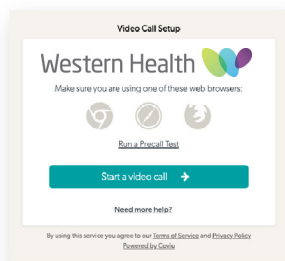 Video Call Setup
Western Health
Make sure you are using one of these web browsers:
Run a Precall Test
Start a video call
Need more help?
By using this service you agree to our Terms of Service and Privacy Policy
Powered by Coviu